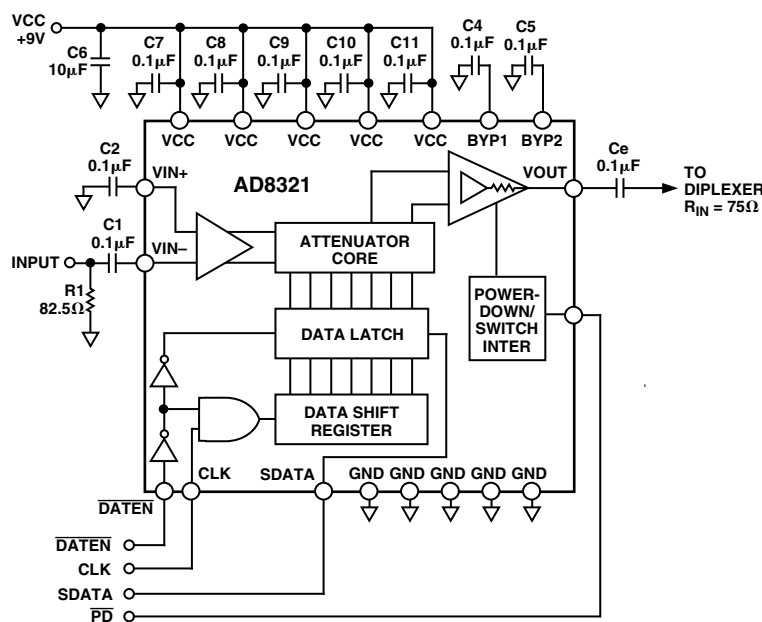 VCC
+9V
C6
10µF
C7
0.1µF
C8
0.1µF
C9
0.1µF
C10
0.1µF
C11
0.1µF
C4
0.1µF
C5
0.1µF
VCC
VCC
VCC
VCC
VCC
BYP1
BYP2
C2
0.1µF
VIN+
AD8321
VOUT
Ce
0.1µF
TO
DIPLEXER
RIN = 75Ω
C1
0.1µF
VIN–
INPUT
R1
82.5Ω
ATTENUATOR
CORE
POWER-
DOWN/
SWITCH
INTER
DATA LATCH
DATA SHIFT
REGISTER
DATEN
CLK
SDATA
GND
GND
GND
GND
GND
DATEN
CLK
SDATA
PD